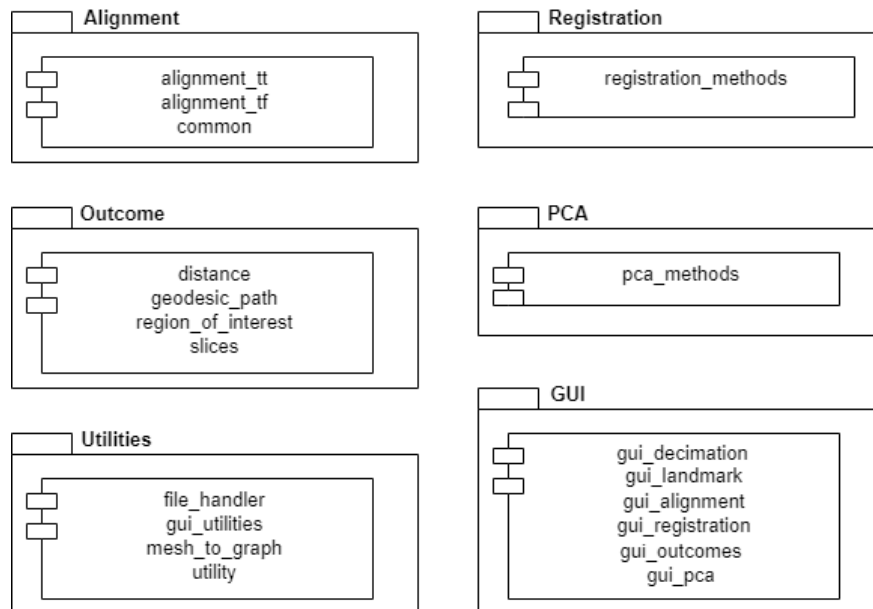 Alignment
alignment_tt
alignment_tf
common
Registration
registration_methods
Outcome
distance
geodesic_path
region_of_interest
slices
PCA
pca_methods
Utilities
file_handler
gui_utilities
mesh_to_graph
utility
GUI
gui_decimation
gui_landmark
gui_alignment
gui_registration
gui_outcomes
gui_pca